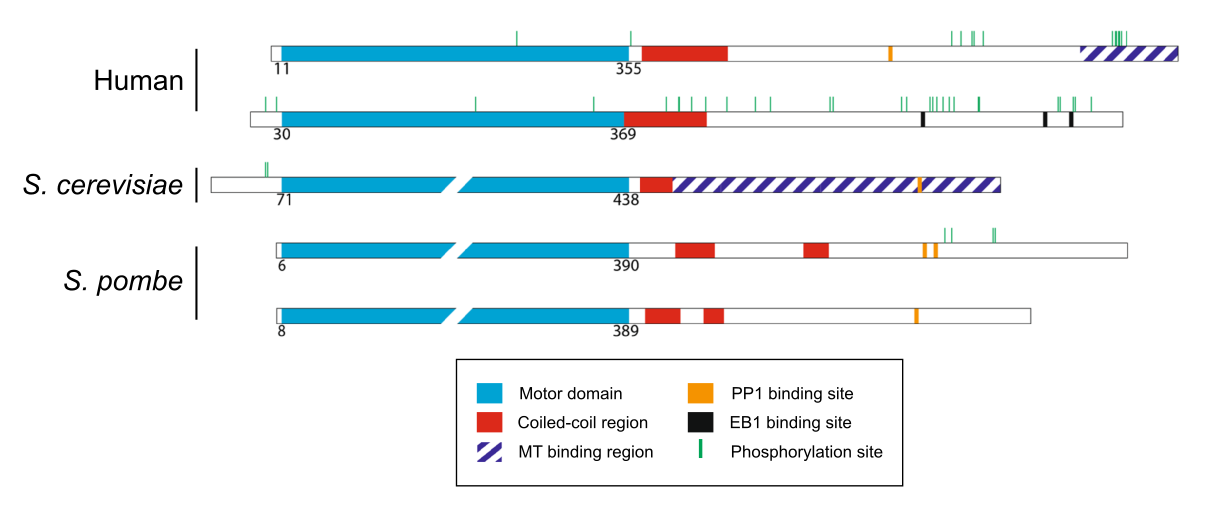 Human
11 355
30 369
S. cerevisiae
71 438
S. pombe
6 390
8 389
Motor domain
Coiled-coil region
MT binding region
PP1 binding site
EB1 binding site
Phosphorylation site